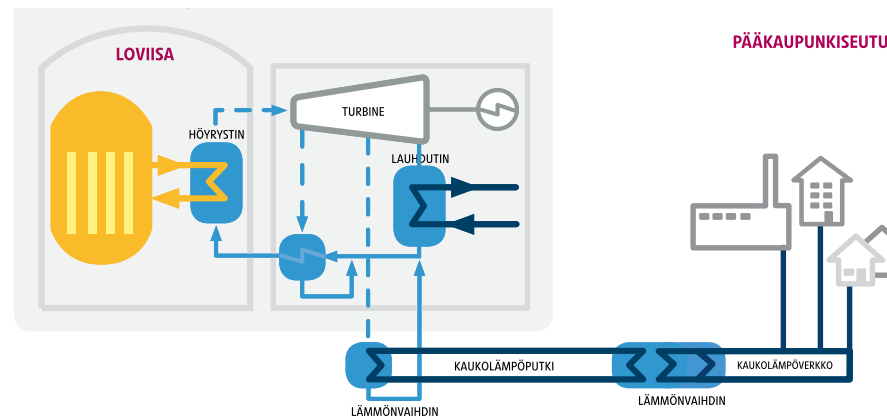 LOVIISA
PÄÄKAUPUNKISEUTU
TURBINE
HÖYRYSTIN
LAUHDUTIN
KAUKOLÄMPÖPUTKI
KAUKOLÄMPÖVERKKO
LÄMMÖNVAIHDIN
LÄMMÖNVAIHDIN